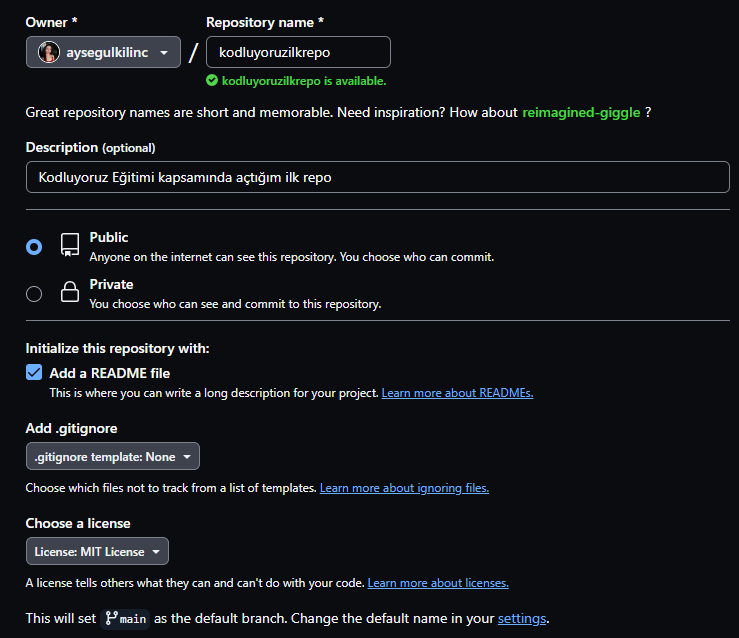 Owner * Repository name *
aysegulkilinc / kodluyoruzilkrepo
kodluyoruzilkrepo is available.
Great repository names are short and memorable. Need inspiration? How about reimagined-giggle ?
Description (optional)
Kodluyoruz Eğitimi kapsamında açtığım ilk repo
Public
Anyone on the internet can see this repository. You choose who can commit.
Private
You choose who can see and commit to this repository.
Initialize this repository with:
Add a README file
This is where you can write a long description for your project. Learn more about READMEs.
Add .gitignore
.gitignore template: None
Choose which files not to track from a list of templates. Learn more about ignoring files.
Choose a license
License: MIT License
A license tells others what they can and can't do with your code. Learn more about licenses.
This will set main as the default branch. Change the default name in your settings.